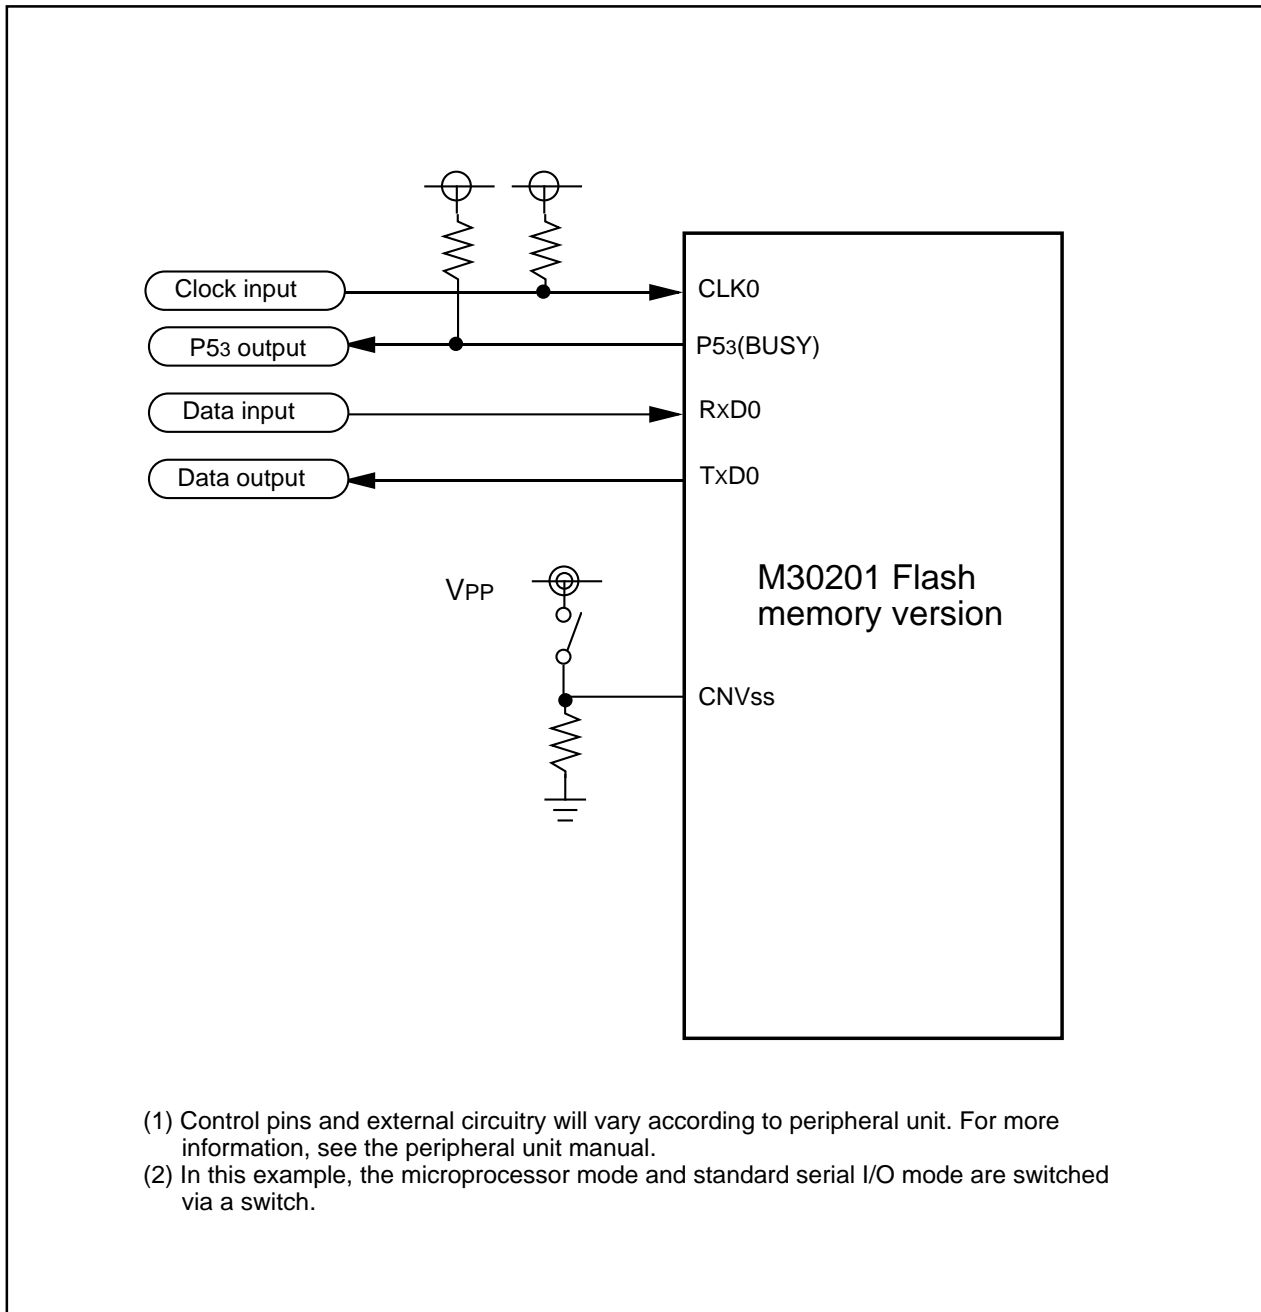 Clock input
CLK0
P53 output
P53(BUSY)
Data input
RxD0
Data output
TxD0
M30201 Flash
memory version
VPP
CNVss
(1) Control pins and external circuitry will vary according to peripheral unit. For more
information, see the peripheral unit manual.
(2) In this example, the microprocessor mode and standard serial I/O mode are switched
via a switch.